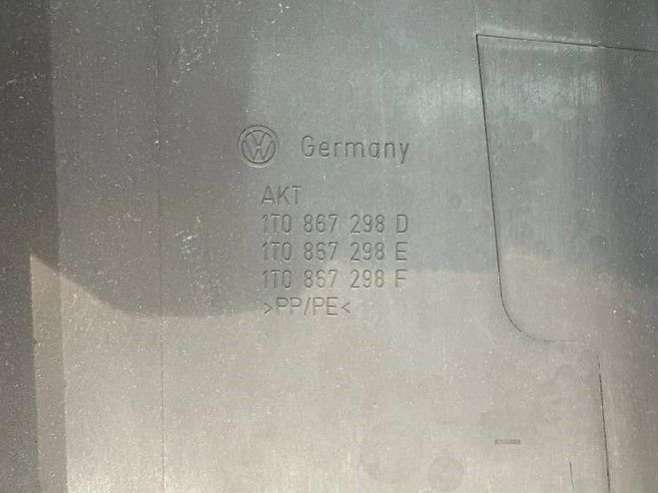 Germany
AKT
1T0 867 298 D
1T0 867 298 E
1T0 867 298 F
>PP/PE<